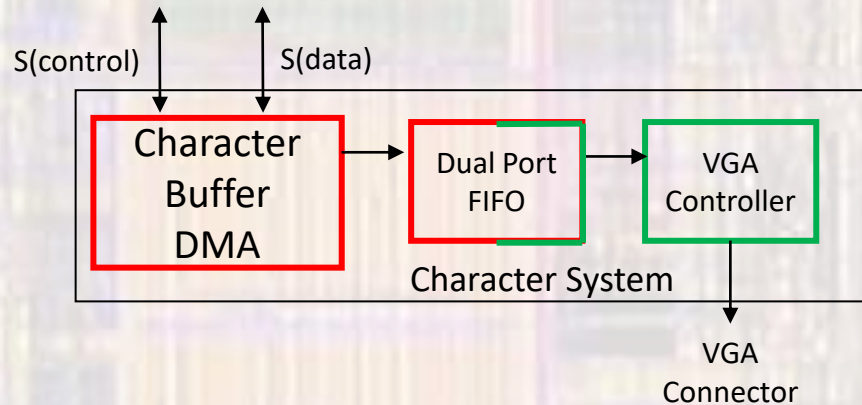 S(control)
S(data)
Character
Buffer
DMA
Dual Port
FIFO
VGA
Controller
Character System
VGA
Connector